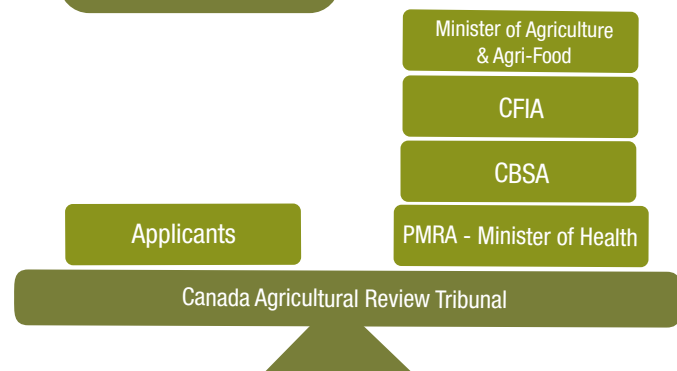 Minister of Agriculture
& Agri-Food
CFIA
CBSA
Applicants
PMRA - Minister of Health
Canada Agricultural Review Tribunal